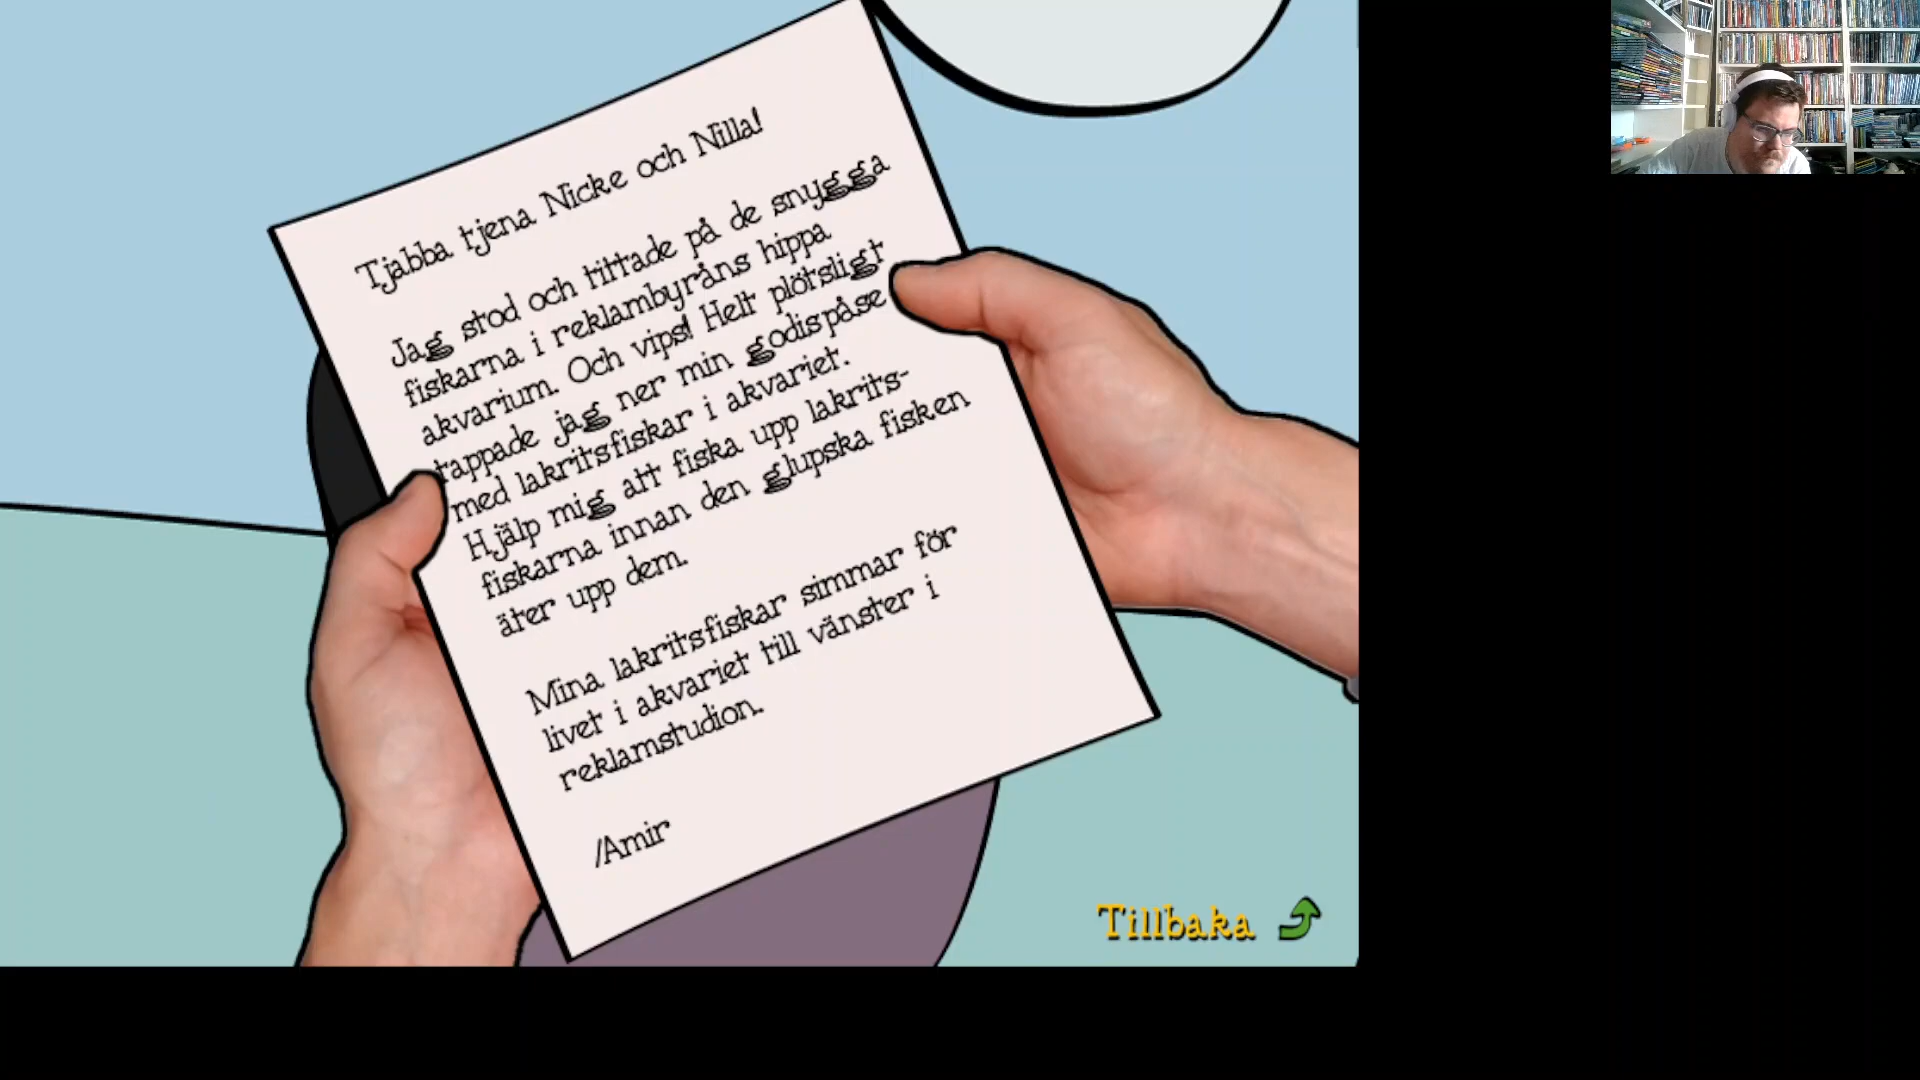 Tjabba tjena Nicke och Nilla!
Jag stod och tittade på de snygga
fiskarna i reklambyråns hippa
akvarium. Och vips! Helt plötsligt
tappade jag ner min godispåse
med lakritsfiskar i akvariet.
Hjälp mig att fiska upp lakrits-
fiskarna innan den glupska fisken
äter upp dem.
Mina lakritsfiskar simmar för
livet i akvariet till vänster i
reklamstudion.
/Amir
Tillbaka